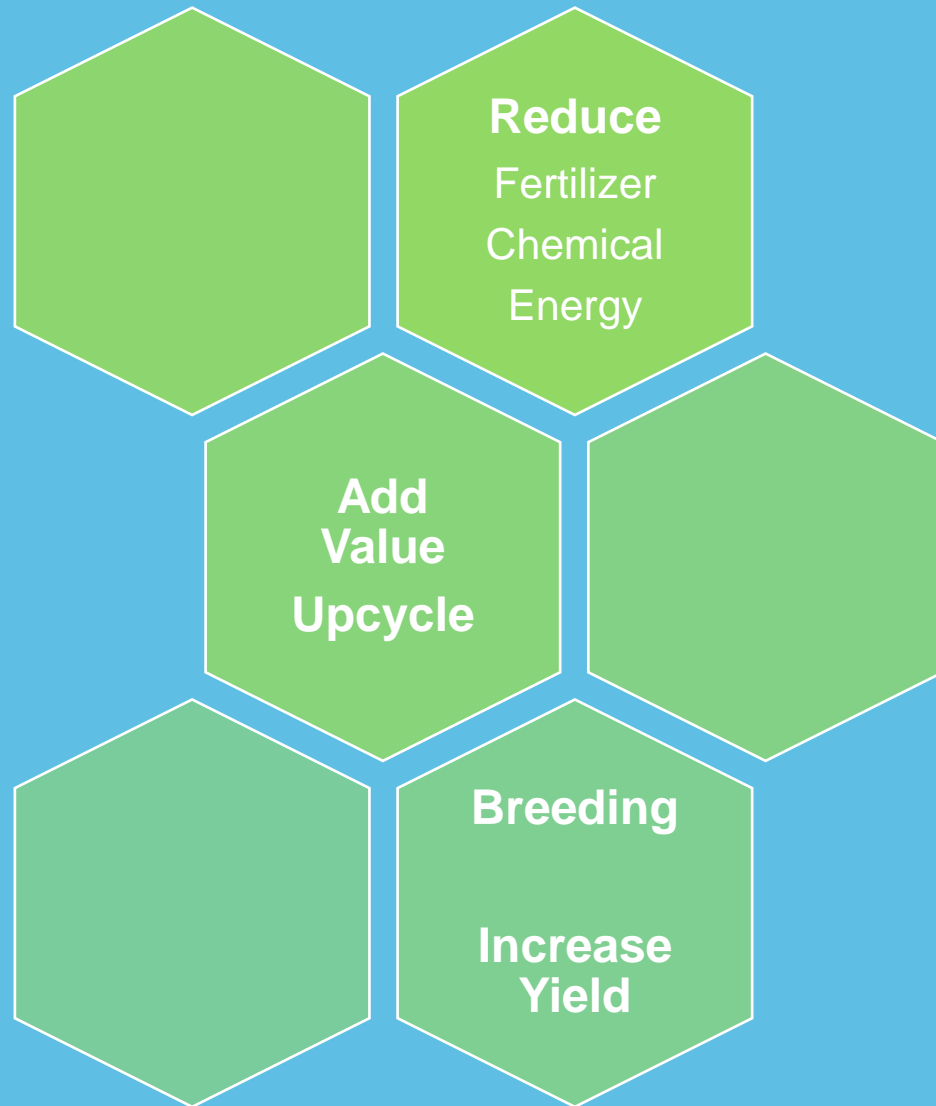 Reduce
Fertilizer
Chemical
Energy
Add
Value
Upcycle
Breeding
Increase
Yield